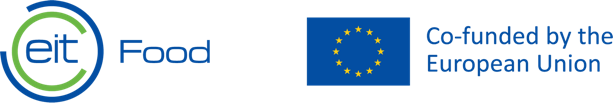 eit Food
Co-funded by the
European Union